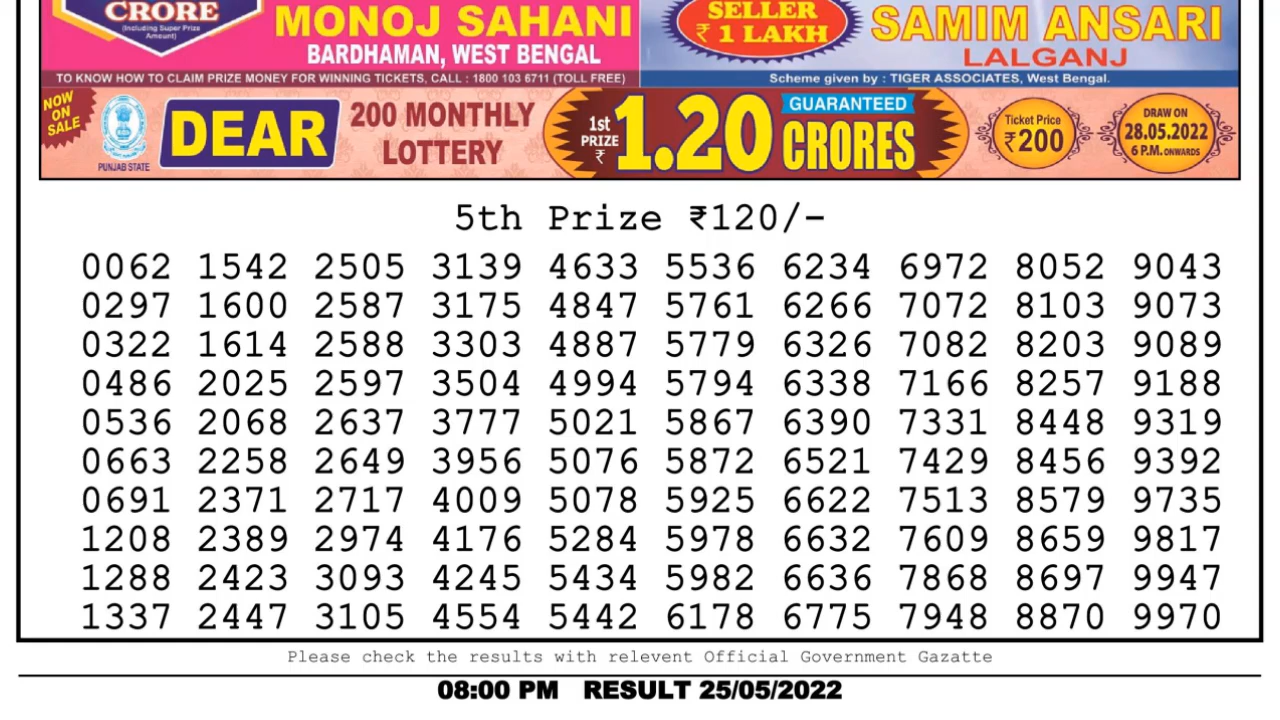 CRORE
(Including Super Prize Amount)
MONOJ SAHANI
BARDHAMAN, WEST BENGAL
SELLER
₹ 1 LAKH
SAMIM ANSARI
LALGANJ
TO KNOW HOW TO CLAIM PRIZE MONEY FOR WINNING TICKETS, CALL : 1800 103 6711 (TOLL FREE)
Scheme given by : TIGER ASSOCIATES, West Bengal.
NOW ON SALE
PUNJAB STATE
DEAR
200 MONTHLY
LOTTERY
1st PRIZE ₹
1.20
GUARANTEED
CRORES
Ticket Price
₹200
DRAW ON
28.05.2022
6 P.M. ONWARDS
5th Prize ₹120/-
0062 1542 2505 3139 4633 5536 6234 6972 8052 9043
0297 1600 2587 3175 4847 5761 6266 7072 8103 9073
0322 1614 2588 3303 4887 5779 6326 7082 8203 9089
0486 2025 2597 3504 4994 5794 6338 7166 8257 9188
0536 2068 2637 3777 5021 5867 6390 7331 8448 9319
0663 2258 2649 3956 5076 5872 6521 7429 8456 9392
0691 2371 2717 4009 5078 5925 6622 7513 8579 9735
1208 2389 2974 4176 5284 5978 6632 7609 8659 9817
1288 2423 3093 4245 5434 5982 6636 7868 8697 9947
1337 2447 3105 4554 5442 6178 6775 7948 8870 9970
Please check the results with relevent Official Government Gazatte
08:00 PM RESULT 25/05/2022